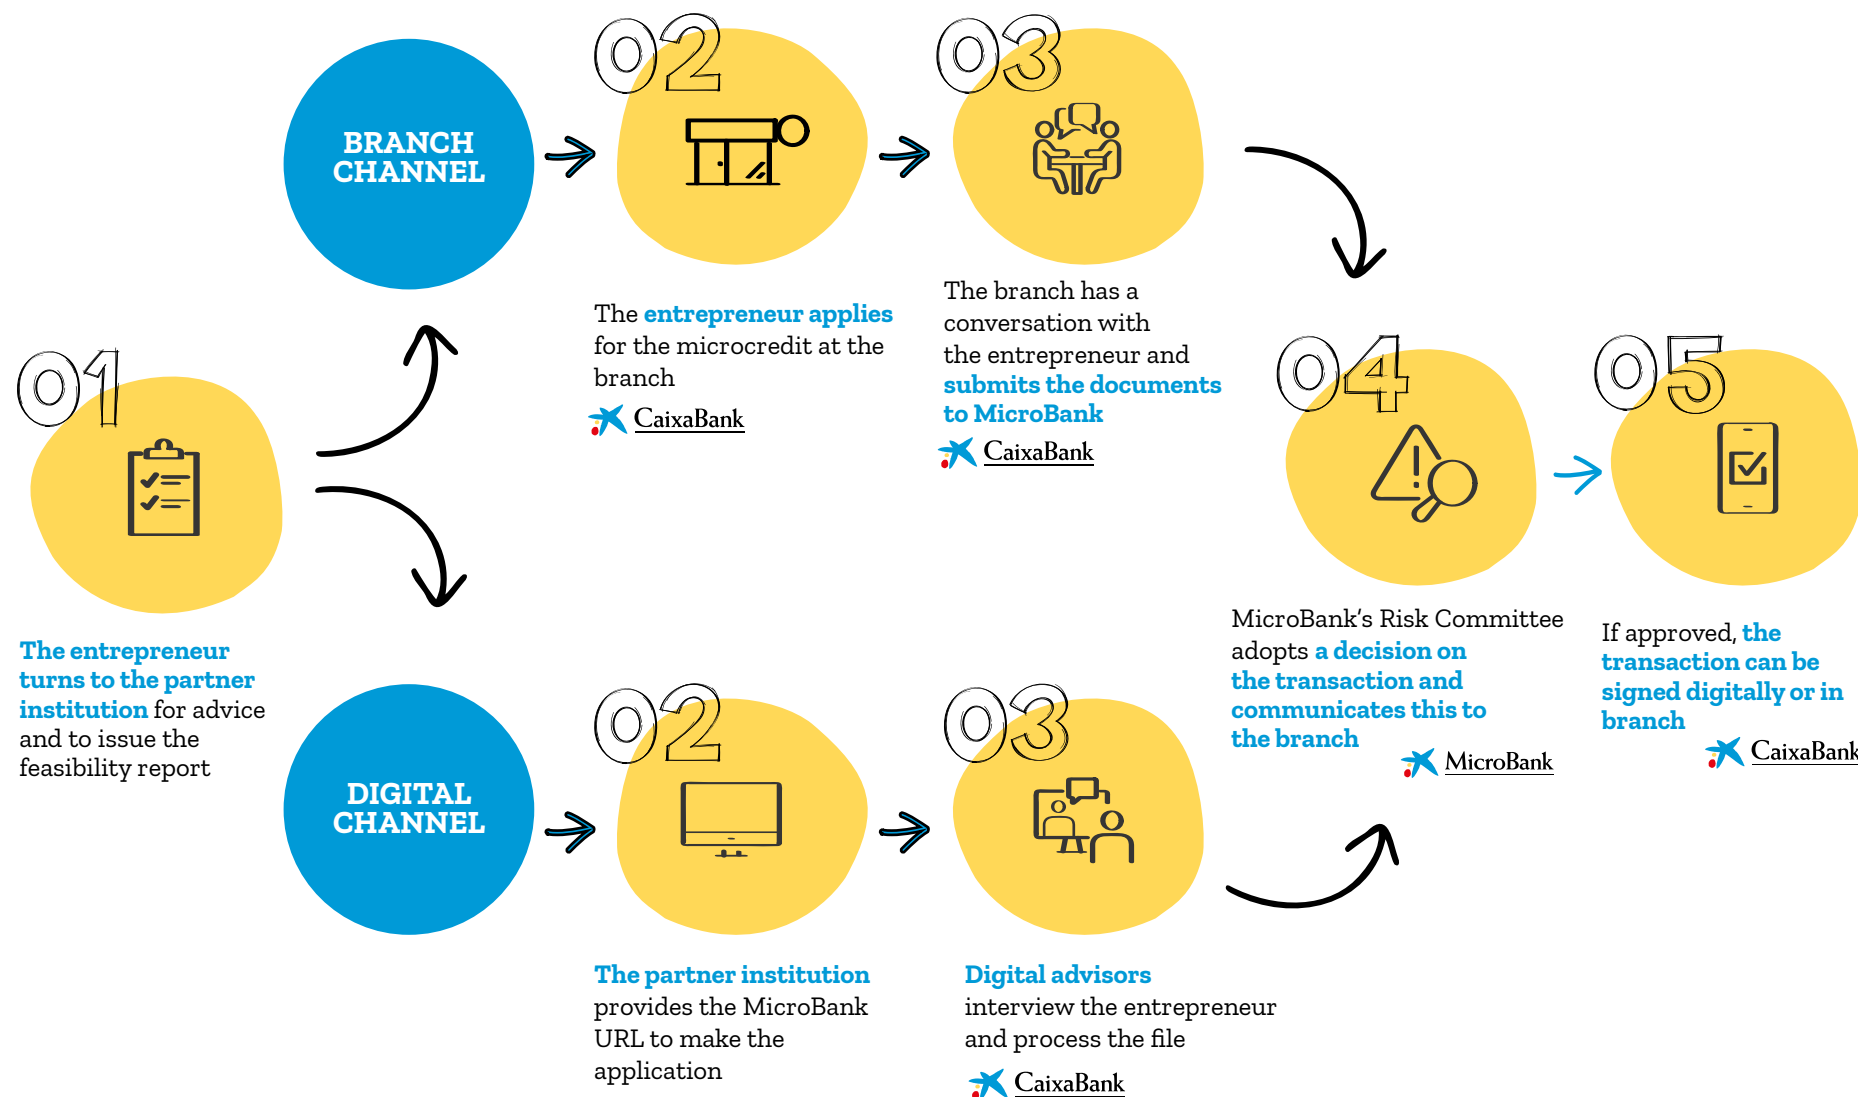 01
The entrepreneur
turns to the partner
institution for advice
and to issue the
feasibility report
BRANCH
CHANNEL
02
The entrepreneur applies
for the microcredit at the
branch
CaixaBank
03
The branch has a
conversation with
the entrepreneur and
submits the documents
to MicroBank
CaixaBank
DIGITAL
CHANNEL
02
The partner institution
provides the MicroBank
URL to make the
application
03
Digital advisors
interview the entrepreneur
and process the file
CaixaBank
04
MicroBank's Risk Committee
adopts a decision on
the transaction and
communicates this to
the branch
MicroBank
05
If approved, the
transaction can be
signed digitally or in
branch
CaixaBank